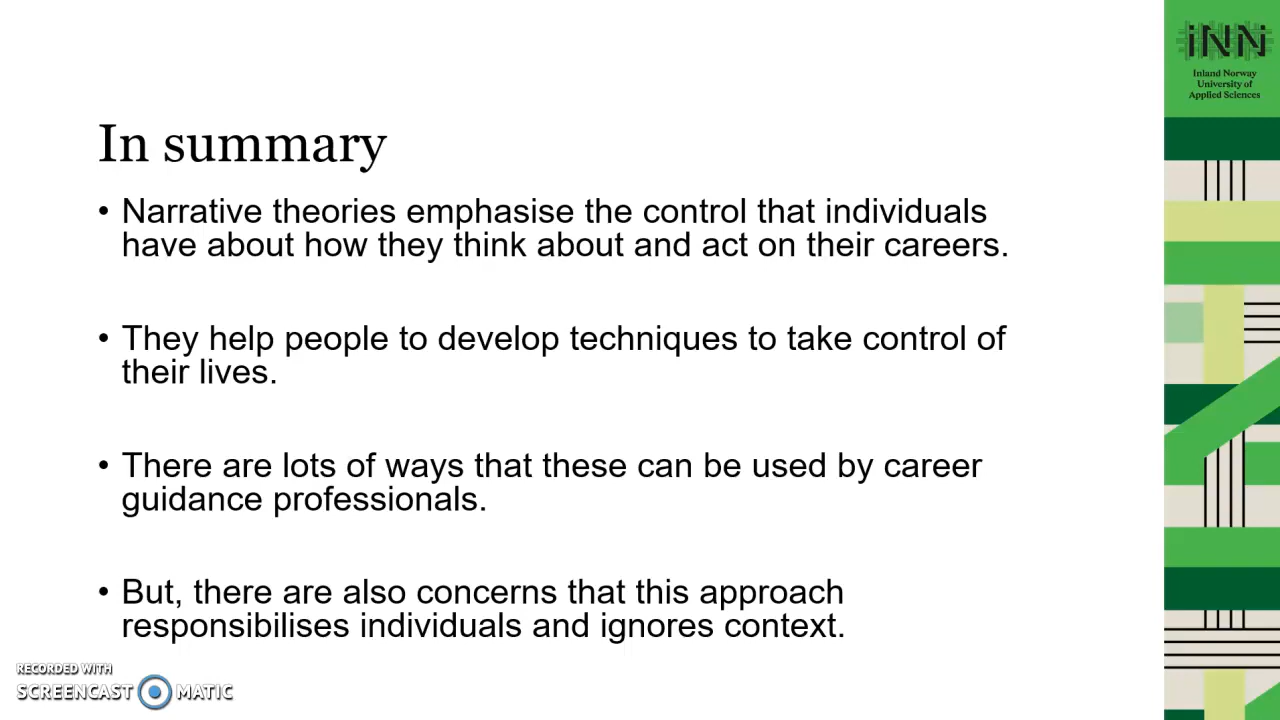 iNN
Inland Norway
University of
Applied Sciences
In summary
• Narrative theories emphasise the control that individuals
have about how they think about and act on their careers.
• They help people to develop techniques to take control of
their lives.
• There are lots of ways that these can be used by career
guidance professionals.
• But, there are also concerns that this approach
responsibilises individuals and ignores context.
RECORDED WITH
SCREENCAST MATIC